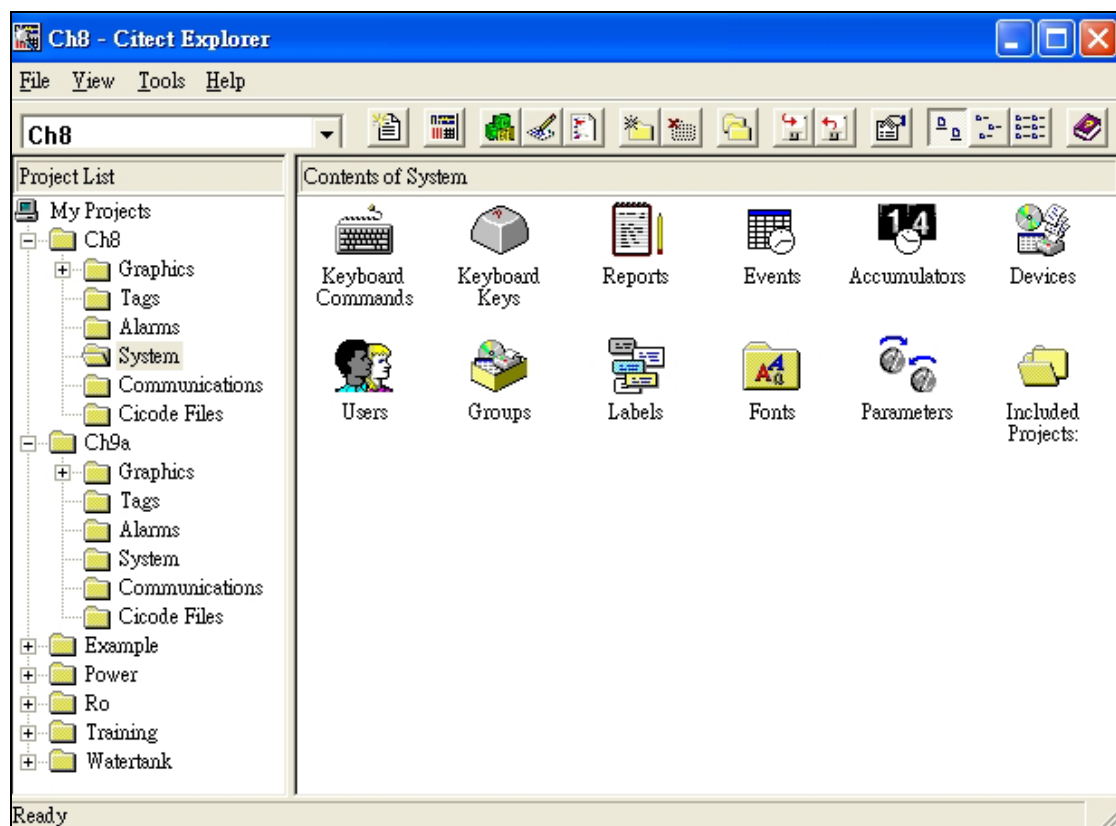 Ch8 - Citect Explorer
File View Tools Help
Ch8
Project List
My Projects
Ch8
Graphics
Tags
Alarms
System
Communications
Cicode Files
Ch9a
Graphics
Tags
Alarms
System
Communications
Cicode Files
Example
Power
Ro
Training
Watertank
Contents of System
Keyboard
Commands
Keyboard
Keys
Reports
Events
Accumulators
Devices
Users
Groups
Labels
Fonts
Parameters
Included
Projects:
Ready